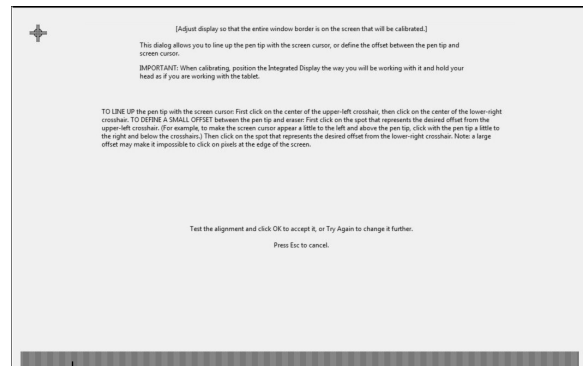 [Adjust display so that the entire window border is on the screen that will be calibrated.]
This dialog allows you to line up the pen tip with the screen cursor, or define the offset between the pen tip and
screen cursor.
IMPORTANT: When calibrating, position the Integrated Display the way you will be working with it and hold your
head as if you are working with the tablet.
TO LINE UP the pen tip with the screen cursor: First click on the center of the upper-left crosshair, then click on the center of the lower-right
crosshair. TO DEFINE A SMALL OFFSET between the pen tip and eraser: First click on the spot that represents the desired offset from the
upper-left crosshair. (For example, to make the screen cursor appear a little to the left and above the pen tip, click with the pen tip a little to
the right and below the crosshairs.) Then click on the spot that represents the desired offset from the lower-right crosshair. Note: a large
offset may make it impossible to click on pixels at the edge of the screen.
Test the alignment and click OK to accept it, or Try Again to change it further.
Press Esc to cancel.